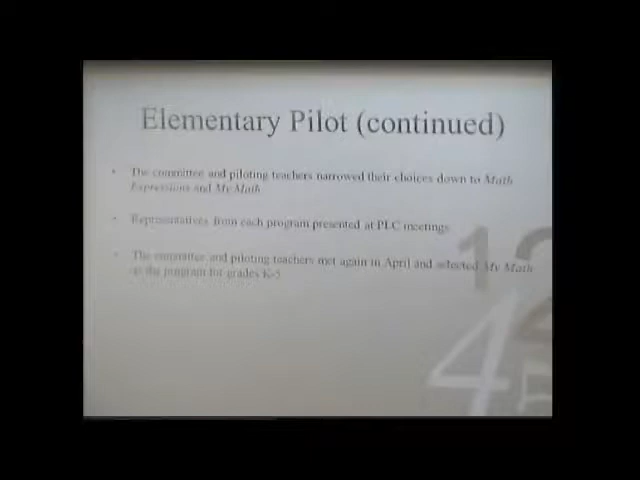 Elementary Pilot (continued)
• The committee and piloting teachers narrowed their choices down to Math
Expressions and My Math
• Representatives from each program presented at PLC meetings
• The committee and piloting teachers met again in April and selected My Math
as the program for grades K-5
12
4